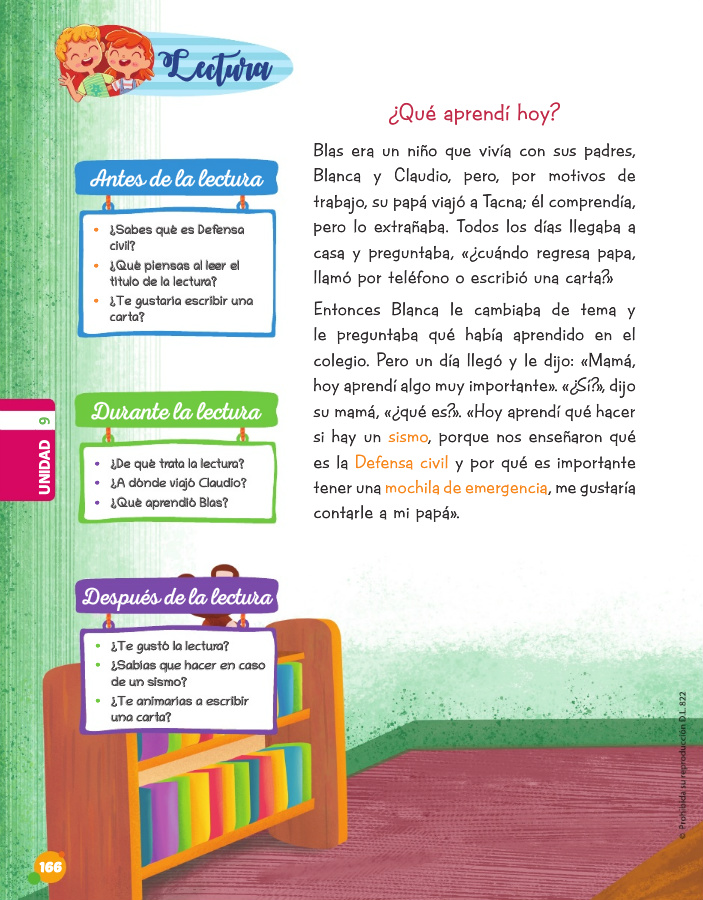 Lectura
¿Qué aprendí hoy?
Blas era un niño que vivía con sus padres,
Blanca y Claudio, pero, por motivos de
trabajo, su papá viajó a Tacna; él comprendía,
pero lo extrañaba. Todos los días llegaba a
casa y preguntaba, «¿cuándo regresa papa,
llamó por teléfono o escribió una carta?»
Entonces Blanca le cambiaba de tema y
le preguntaba qué había aprendido en el
colegio. Pero un día llegó y le dijo: «Mamá,
hoy aprendí algo muy importante». «¿Sí?», dijo
su mamá, «¿qué es?». «Hoy aprendí qué hacer
si hay un sismo, porque nos enseñaron qué
es la Defensa civil y por qué es importante
tener una mochila de emergencia, me gustaría
contarle a mi papá».
Antes de la lectura
• ¿Sabes qué es Defensa
civil?
• ¿Qué piensas al leer el
título de la lectura?
• ¿Te gustaría escribir una
carta?
Durante la lectura
• ¿De qué trata la lectura?
• ¿A dónde viajó Claudio?
• ¿Qué aprendió Blas?
Después de la lectura
• ¿Te gustó la lectura?
• ¿Sabías que hacer en caso
de un sismo?
• ¿Te animarías a escribir
una carta?
UNIDAD 9
166
© Prohibida su reproducción D.L. 822